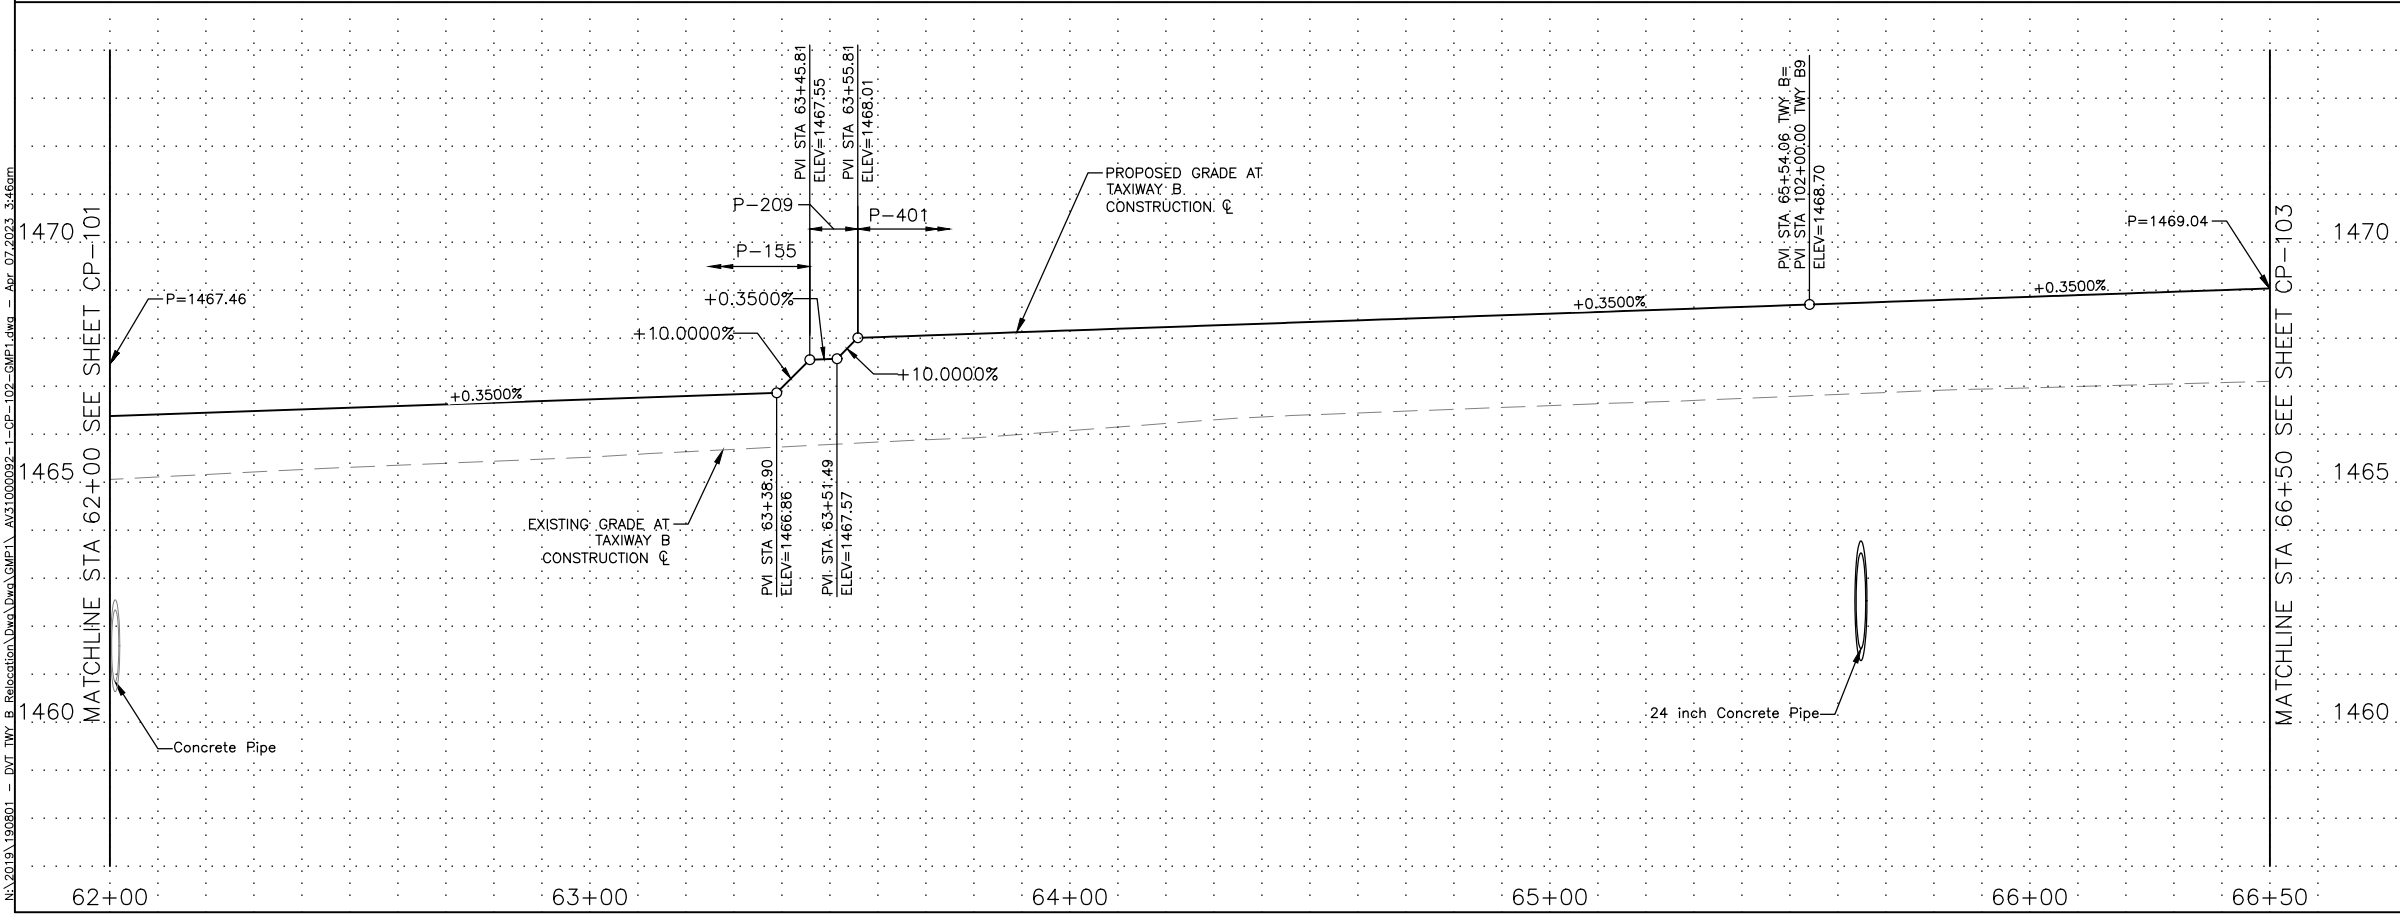 N:\2019\190801 - DVT TWY B Relocation\Dwg\Dwg\GMP1\ AV31000092-1-CP-102-GMP1.dwg - Apr 07,2023 3:46am
1470
1465
1460
MATCHLINE STA 62+00 SEE SHEET CP-101
P=1467.46
+0.3500%
Concrete Pipe
EXISTING GRADE AT
TAXIWAY B
CONSTRUCTION ℄
PVI STA 63+38.90
ELEV=1466.86
PVI STA 63+51.49
ELEV=1467.57
PVI STA 63+45.81
ELEV=1467.55
PVI STA 63+55.81
ELEV=1468.01
P-209
P-401
P-155
+0.3500%
+10.0000%
+10.0000%
PROPOSED GRADE AT
TAXIWAY B
CONSTRUCTION ℄
+0.3500%
PVI STA 65+54.06 TWY B=
PVI STA 102+00.00 TWY B9
ELEV=1468.70
+0.3500%
P=1469.04
24 inch Concrete Pipe
MATCHLINE STA 66+50 SEE SHEET CP-103
1470
1465
1460
62+00
63+00
64+00
65+00
66+00
66+50